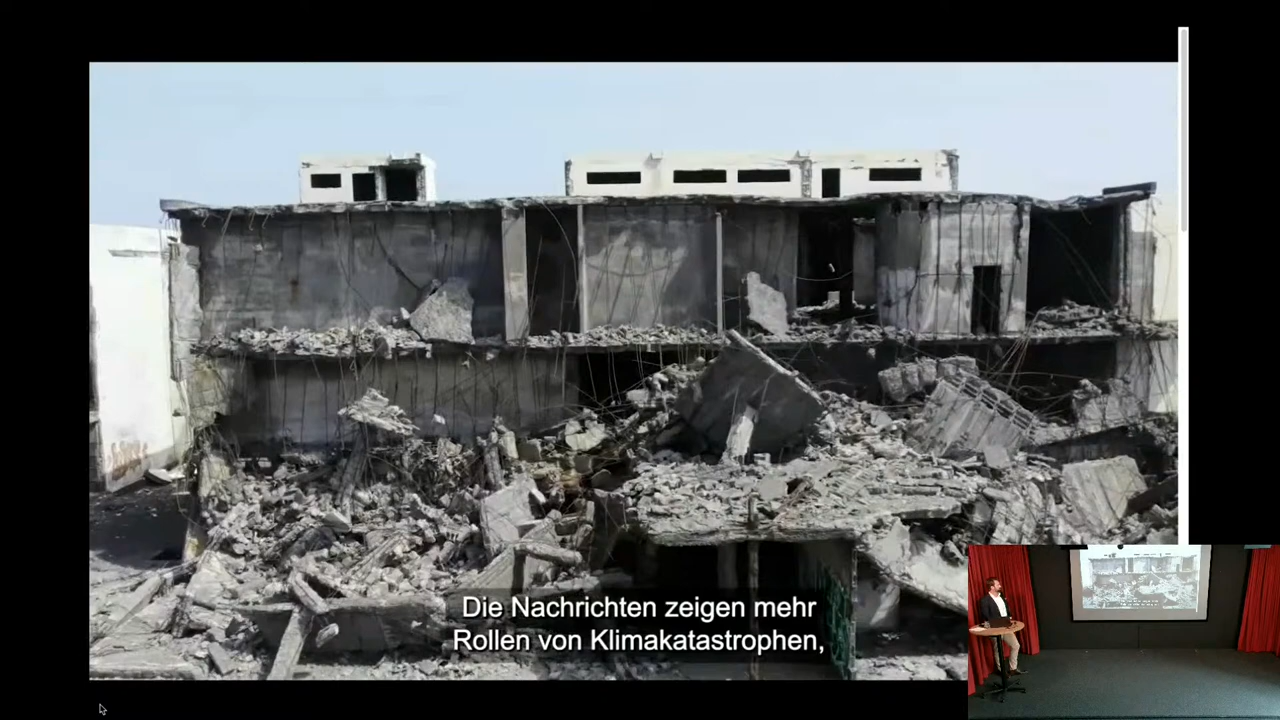 Die Nachrichten zeigen mehr
Rollen von Klimakatastrophen,